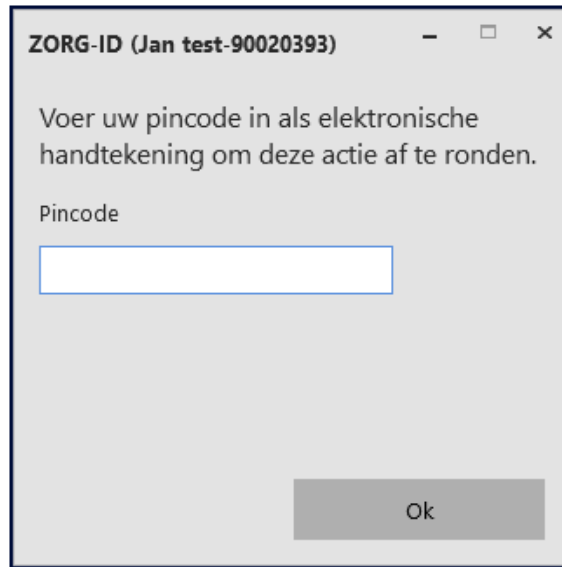 ZORG-ID (Jan test-90020393)
Voer uw pincode in als elektronische
handtekening om deze actie af te ronden.
Pincode
Ok